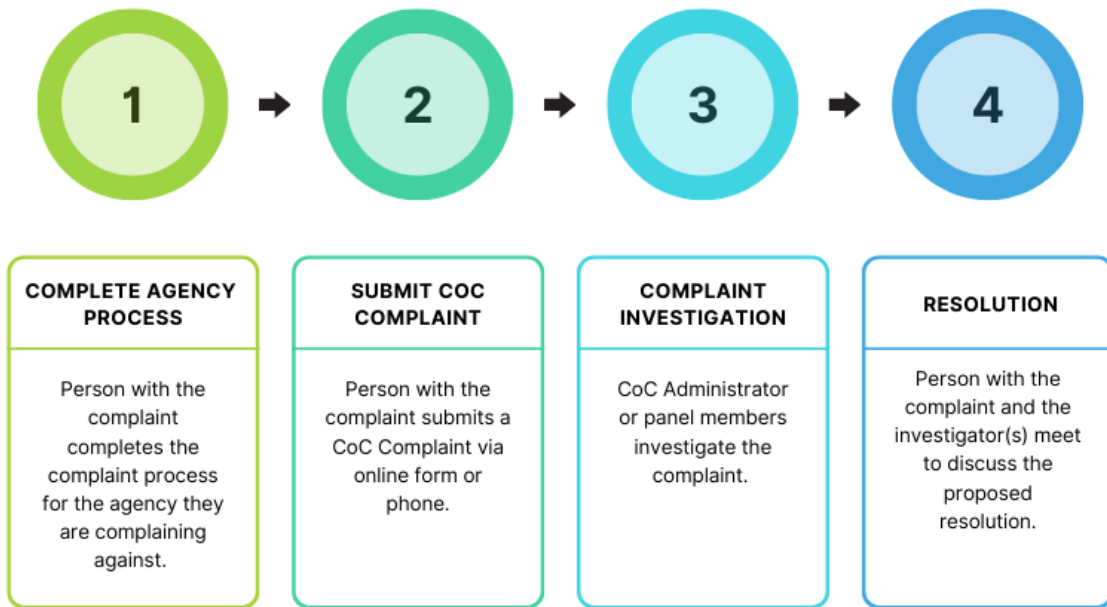 1
2
3
4
COMPLETE AGENCY
PROCESS
Person with the
complaint
completes the
complaint process
for the agency they
are complaining
against.
SUBMIT COC
COMPLAINT
Person with the
complaint submits a
CoC Complaint via
online form or
phone.
COMPLAINT
INVESTIGATION
CoC Administrator
or panel members
investigate the
complaint.
RESOLUTION
Person with the
complaint and the
investigator(s) meet
to discuss the
proposed
resolution.